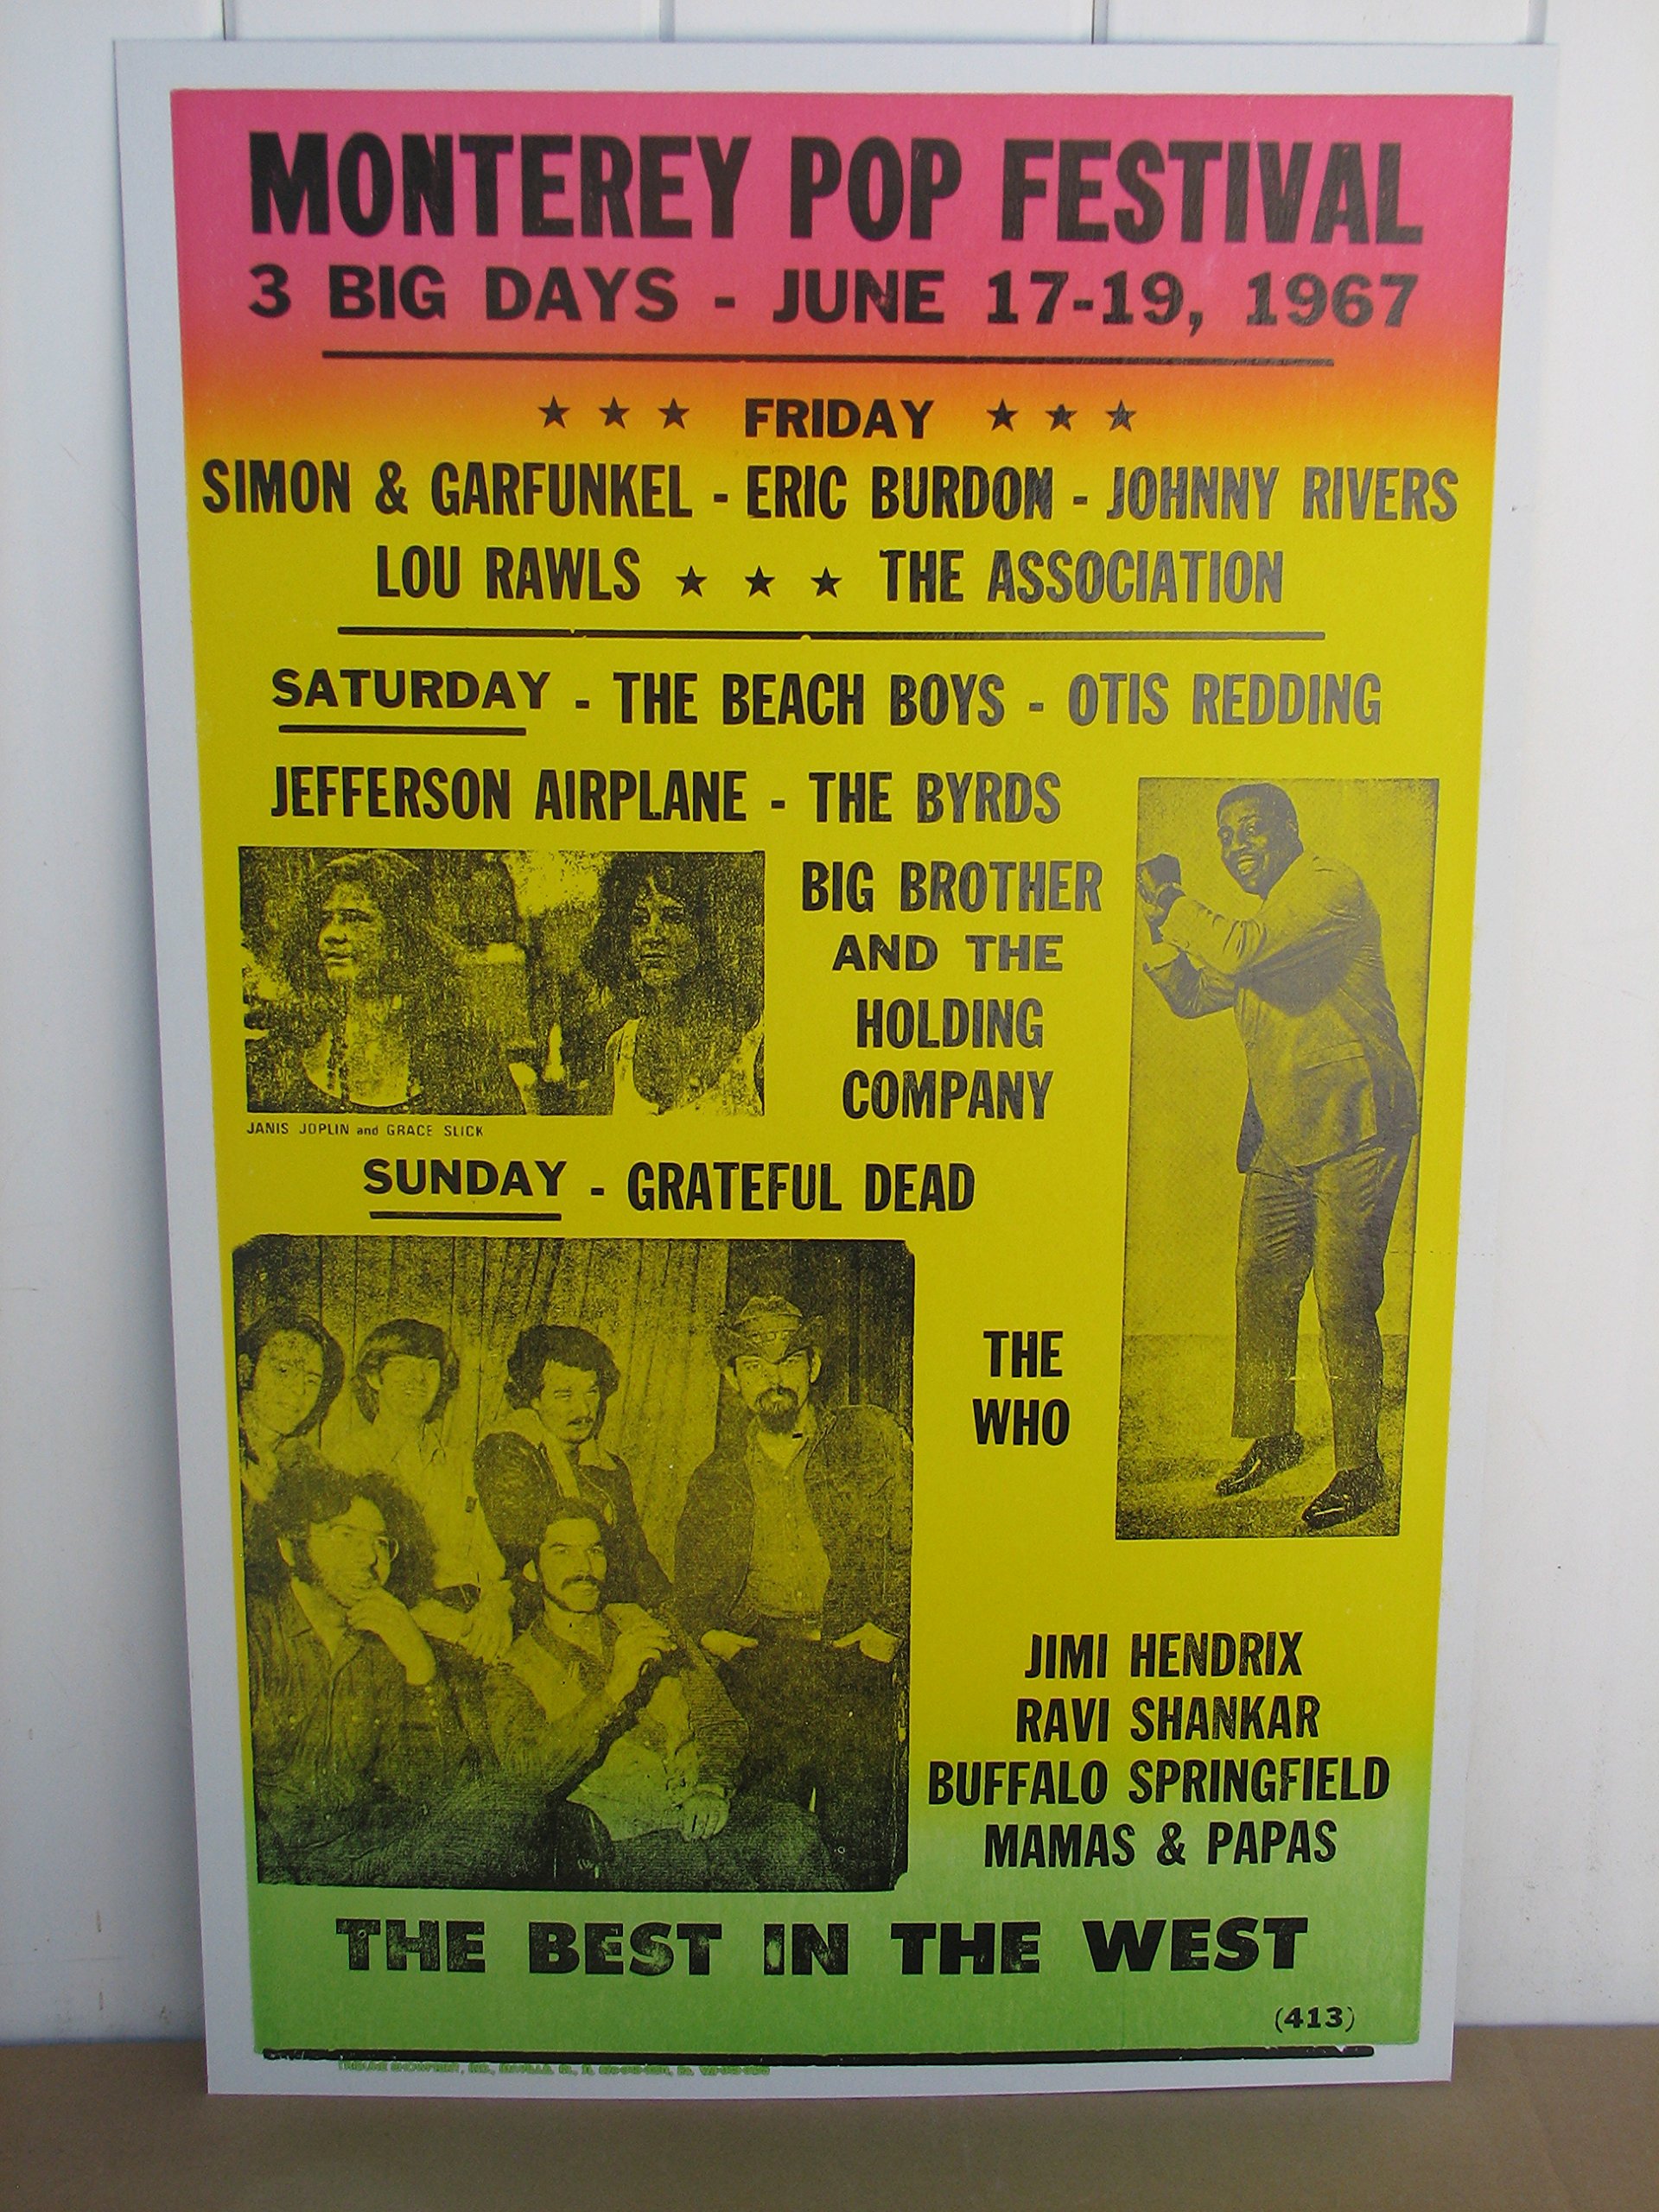 MONTEREY POP FESTIVAL
3 BIG DAYS - JUNE 17-19, 1967
★ ★ ★ FRIDAY ★ ★ ★
SIMON & GARFUNKEL - ERIC BURDON - JOHNNY RIVERS
LOU RAWLS ★ ★ ★ THE ASSOCIATION
SATURDAY - THE BEACH BOYS - OTIS REDDING
JEFFERSON AIRPLANE - THE BYRDS
BIG BROTHER
AND THE
HOLDING
COMPANY
JANIS JOPLIN and GRACE SLICK
SUNDAY - GRATEFUL DEAD
THE
WHO
JIMI HENDRIX
RAVI SHANKAR
BUFFALO SPRINGFIELD
MAMAS & PAPAS
THE BEST IN THE WEST
(413)
TRIBUNE SHOWPRINT, INC.,